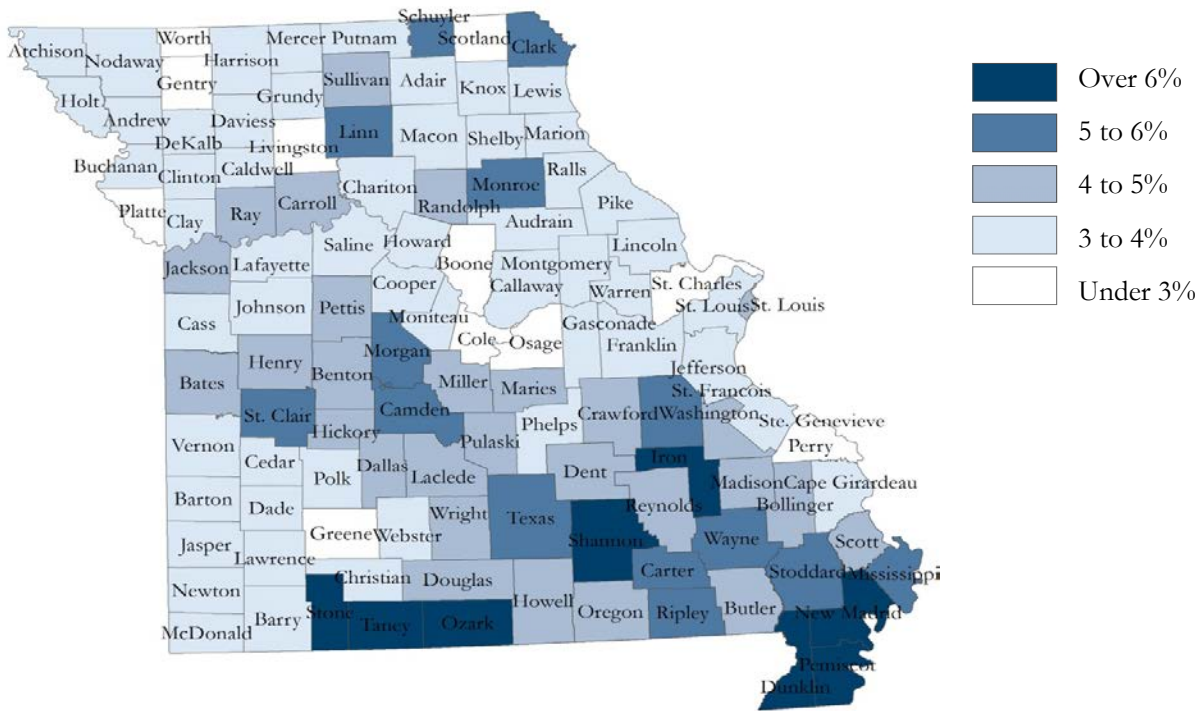 Schuyler
Worth
Mercer Putnam
Scotland
Clark
Atchison
Nodaway
Harrison
Gentry
Sullivan
Adair
Knox
Lewis
Holt
Grundy
Andrew
Daviess
DeKalb
Livingston
Linn
Macon
Shelby
Marion
Buchanan
Clinton
Caldwell
Chariton
Monroe
Ralls
Platte
Clay
Ray
Carroll
Randolph
Pike
Audrain
Saline
Howard
Lincoln
Jackson
Lafayette
Boone
Montgomery
Callaway
Cooper
Warren
St. Charles
St. Louis
St. Louis
Johnson
Pettis
Cass
Moniteau
Gasconade
Cole
Osage
Franklin
Morgan
Henry
Benton
Miller
Maries
Jefferson
Bates
St. Francois
St. Clair
Camden
Crawford
Washington
Ste. Genevieve
Hickory
Phelps
Pulaski
Perry
Vernon
Cedar
Iron
Polk
Dallas
Laclede
Dent
Madison
Cape Girardeau
Barton
Dade
Reynolds
Bollinger
Wright
Texas
Greene
Webster
Shannon
Wayne
Scott
Jasper
Lawrence
Carter
Stoddard
Mississippi
Christian
Douglas
Newton
Howell
Oregon
Ripley
Butler
New Madrid
Barry
Stone
Taney
Ozark
McDonald
Pemiscot
Dunklin
Over 6%
5 to 6%
4 to 5%
3 to 4%
Under 3%